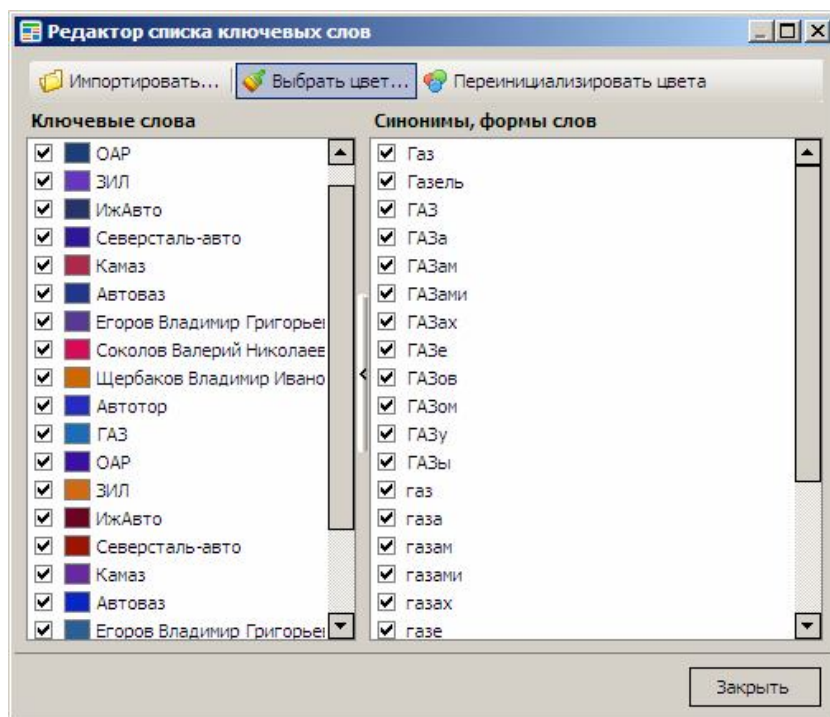 Редактор списка ключевых слов
Импортировать... Выбрать цвет... Переинициализировать цвета
Ключевые слова
ОАР
ЗИЛ
ИжАвто
Северсталь-авто
Камаз
Автоваз
Егоров Владимир Григорье
Соколов Валерий Николаев
Щербаков Владимир Ивано
Автотор
ГАЗ
ОАР
ЗИЛ
ИжАвто
Северсталь-авто
Камаз
Автоваз
Егоров Владимир Григорье
Синонимы, формы слов
Газ
Газель
ГАЗ
ГАЗа
ГАЗам
ГАЗами
ГАЗах
ГАЗе
ГАЗов
ГАЗом
ГАЗу
ГАЗы
газ
газа
газам
газами
газах
газе
Закрыть